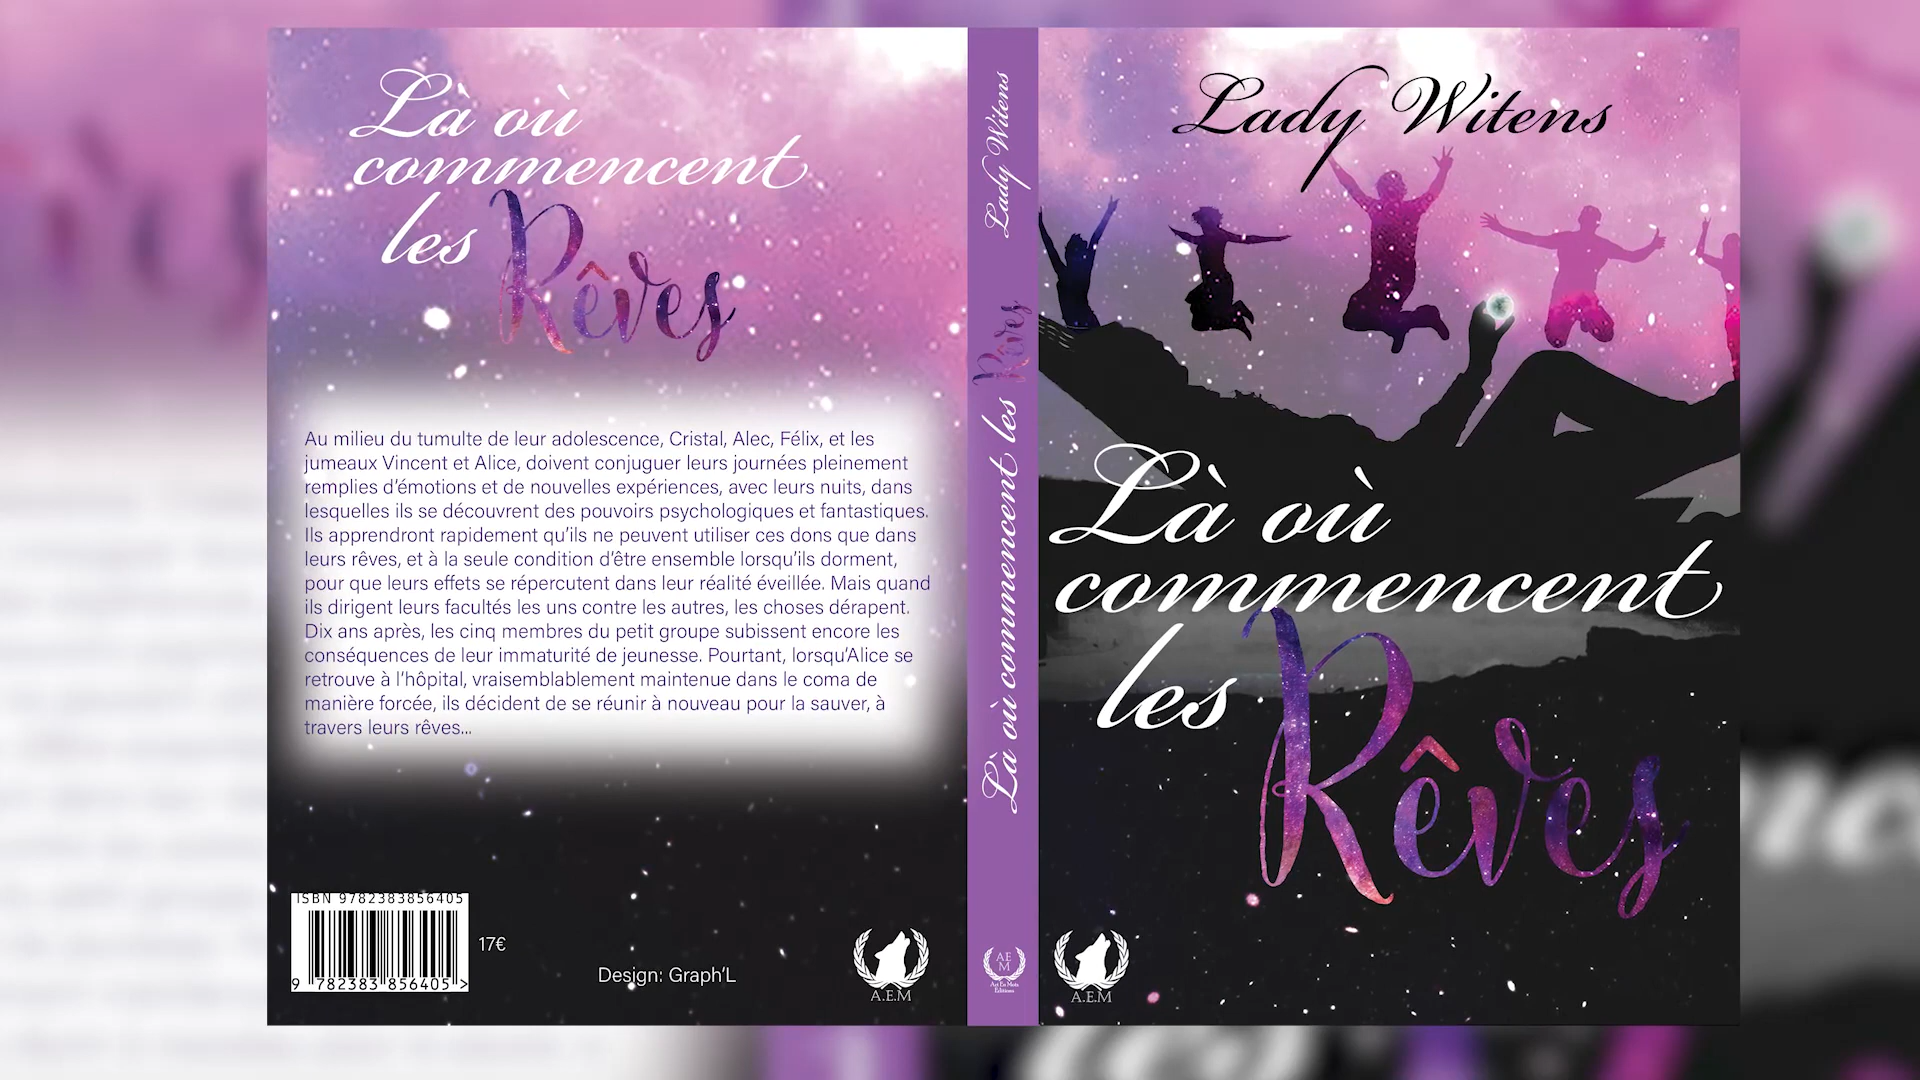 Là où
commencent
les Rêves
Au milieu du tumulte de leur adolescence, Cristal, Alec, Félix, et les
jumeaux Vincent et Alice, doivent conjuguer leurs journées pleinement
remplies d'émotions et de nouvelles expériences, avec leurs nuits, dans
lesquelles ils se découvrent des pouvoirs psychologiques et fantastiques.
Ils apprendront rapidement qu'ils ne peuvent utiliser ces dons que dans
leurs rêves, et à la seule condition d'être ensemble lorsqu'ils dorment,
pour que leurs effets se répercutent dans leur réalité éveillée. Mais quand
ils dirigent leurs facultés les uns contre les autres, les choses dérapent.
Dix ans après, les cinq membres du petit groupe subissent encore les
conséquences de leur immaturité de jeunesse. Pourtant, lorsqu'Alice se
retrouve à l'hôpital, vraisemblablement maintenue dans le coma de
manière forcée, ils décident de se réunir à nouveau pour la sauver, à
travers leurs rêves...
ISBN 9782383856405
9 782383 856405 >
17€
Design: Graph'L
A.E.M
Là où commencent les Rêves
Lady Witens
AE
M
Art En Mots
Editions
Lady Witens
Là où
commencent
les Rêves
A.E.M